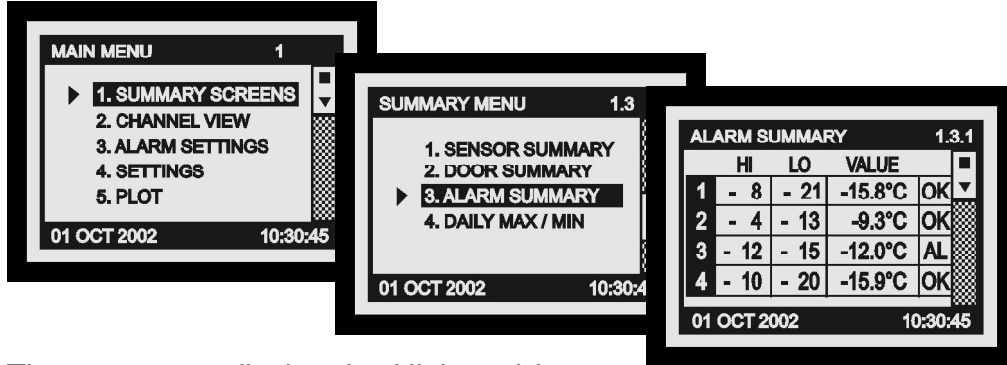 MAIN MENU 1
1. SUMMARY SCREENS
2. CHANNEL VIEW
3. ALARM SETTINGS
4. SETTINGS
5. PLOT
01 OCT 2002 10:30:45
SUMMARY MENU 1.3
1. SENSOR SUMMARY
2. DOOR SUMMARY
3. ALARM SUMMARY
4. DAILY MAX / MIN
01 OCT 2002 10:30:4
ALARM SUMMARY 1.3.1
HI LO VALUE
1 - 8 - 21 -15.8°C OK
2 - 4 - 13 -9.3°C OK
3 - 12 - 15 -12.0°C AL
4 - 10 - 20 -15.9°C OK
01 OCT 2002 10:30:45